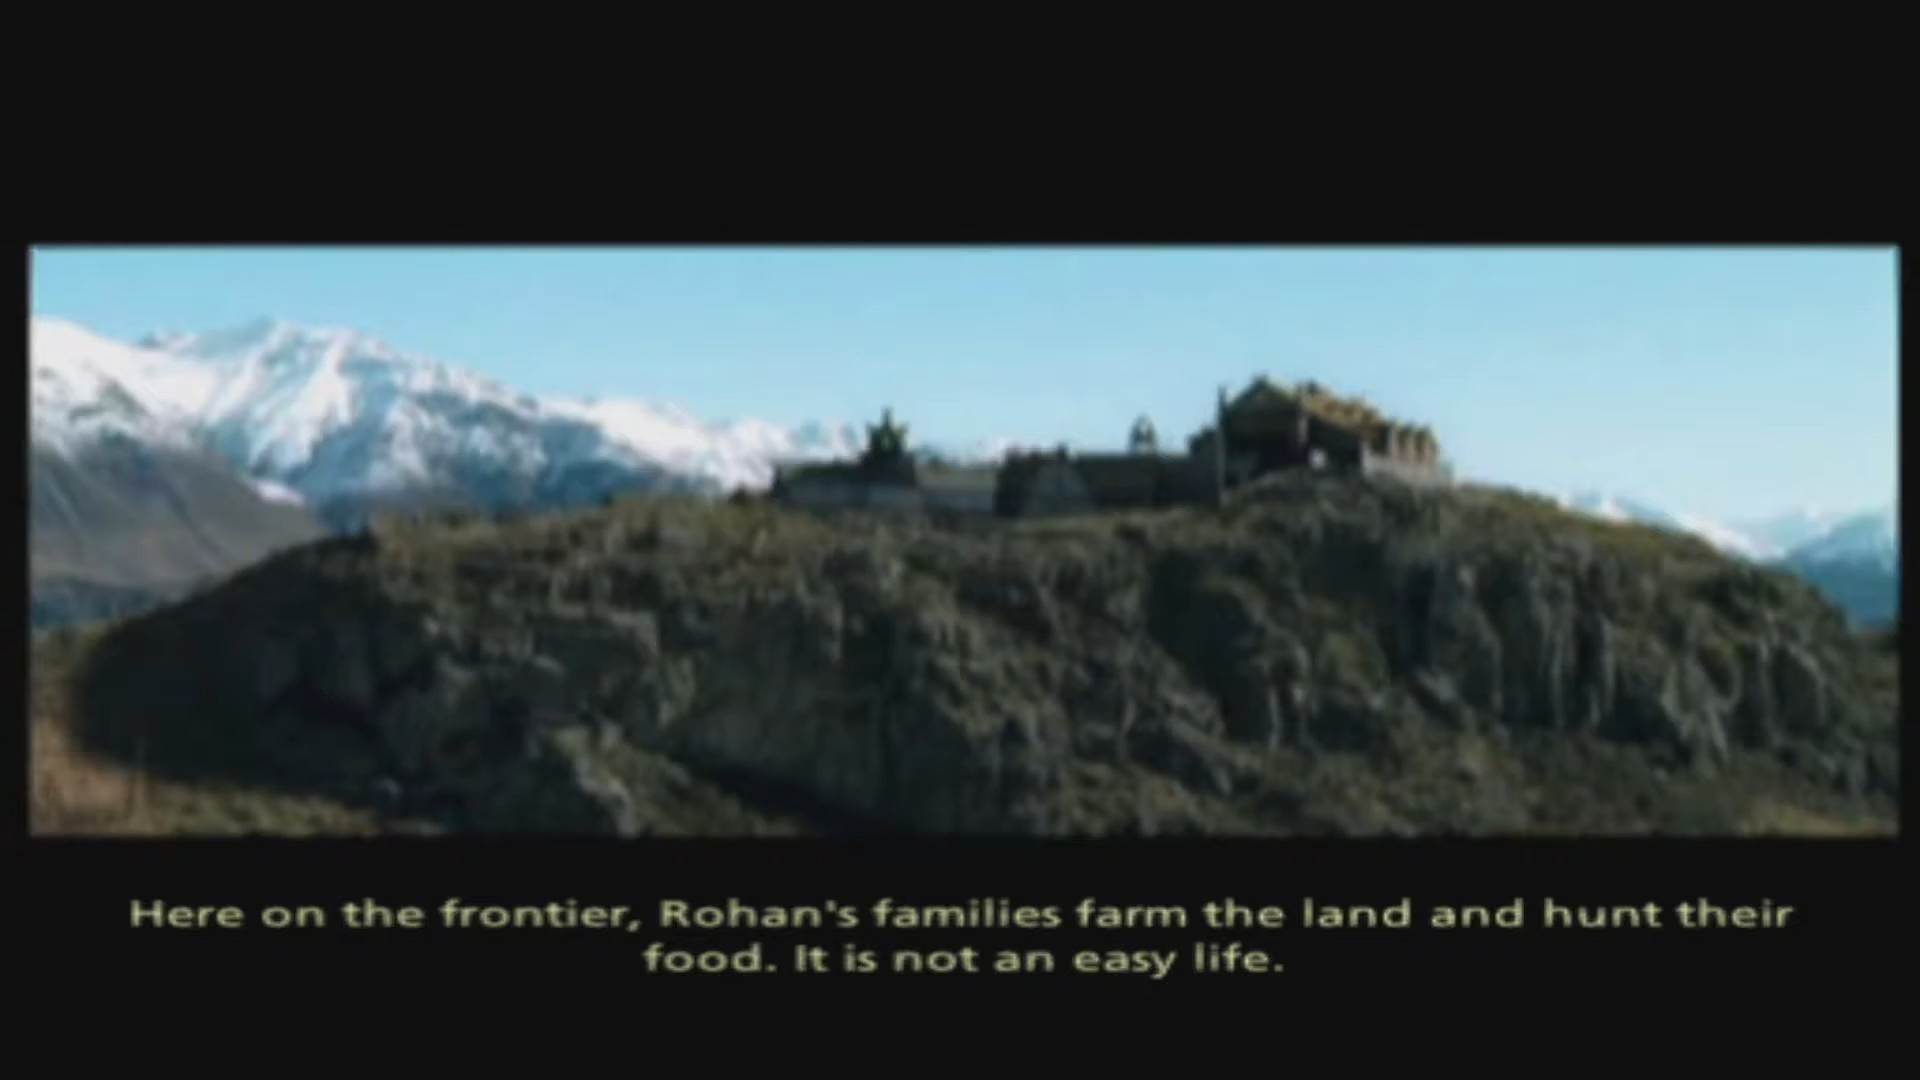 Here on the frontier, Rohan's families farm the land and hunt their
food. It is not an easy life.